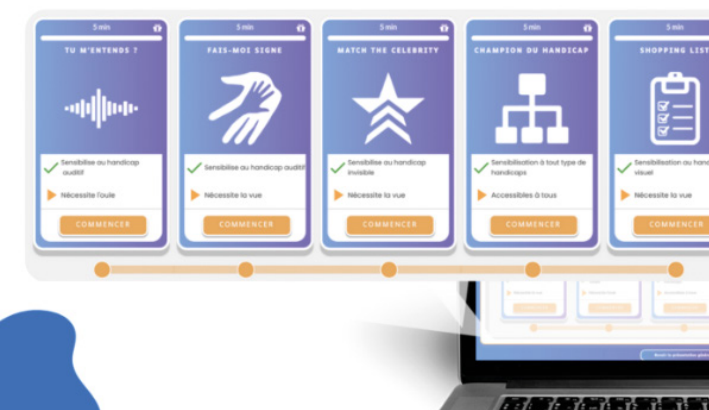 5 min
TU M'ENTENDS ?
Sensibilise au handicap
auditif
Nécessite l'ouïe
COMMENCER
5 min
FAIS-MOI SIGNE
Sensibilise au handicap auditif
Nécessite la vue
COMMENCER
5 min
MATCH THE CELEBRITY
Sensibilise au handicap
invisible
Nécessite la vue
COMMENCER
5 min
CHAMPION DU HANDICAP
Sensibilisation à tout type de
handicaps
Accessibles à tous
COMMENCER
5 min
SHOPPING LIST
Sensibilisation au
visuel
Nécessite la vue
COMMENCER